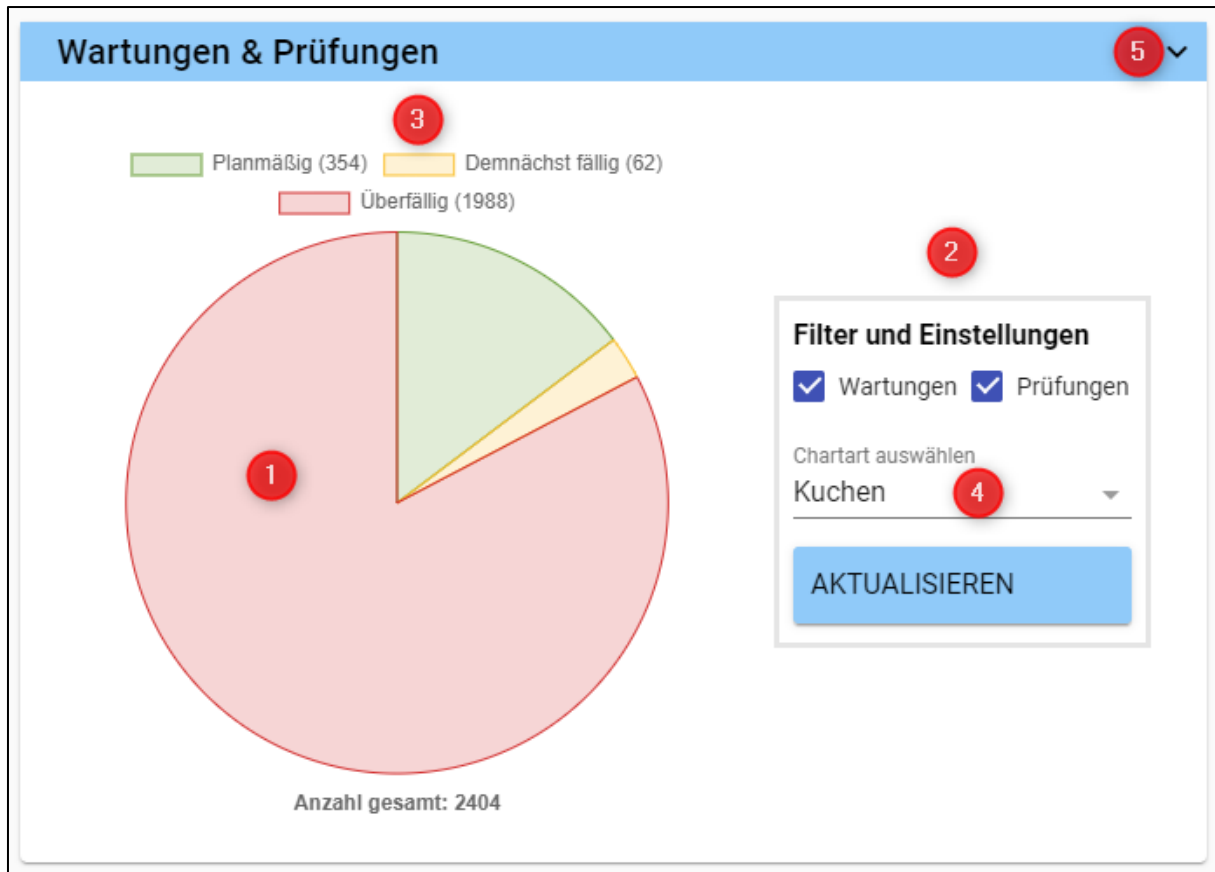 Wartungen & Prüfungen 5
3
Planmäßig (354) Demnächst fällig (62)
Überfällig (1988)
2
Filter und Einstellungen
Wartungen Prüfungen
Chartart auswählen
1
Kuchen 4
AKTUALISIEREN
Anzahl gesamt: 2404